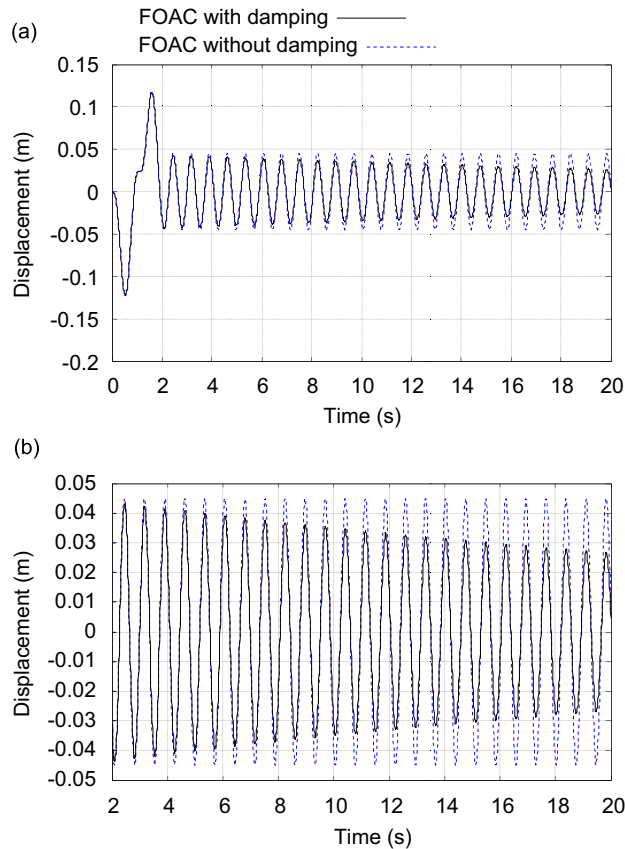 FOAC with damping
(a)
FOAC without damping
0.15
0.1
0.05
0
-0.05
-0.1
-0.15
-0.2
Displacement (m)
0 2 4 6 8 10 12 14 16 18 20
Time (s)
(b)
0.05
0.04
0.03
0.02
0.01
0
-0.01
-0.02
-0.03
-0.04
-0.05
Displacement (m)
2 4 6 8 10 12 14 16 18 20
Time (s)